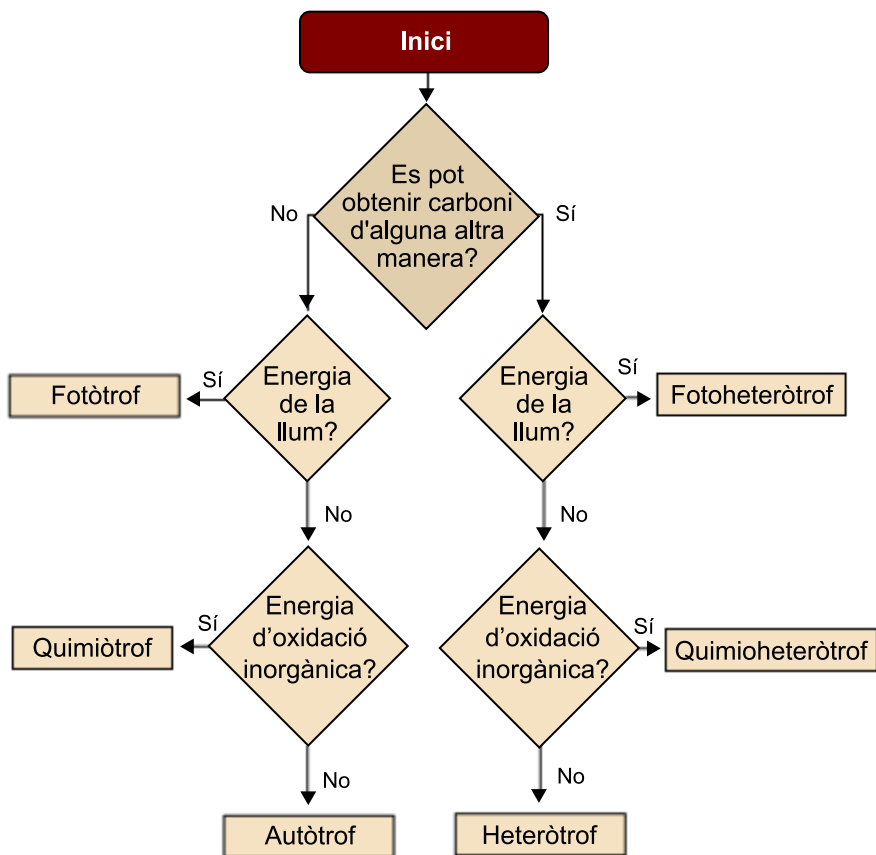 Inici
Es pot
obtenir carboni
d'alguna altra
manera?
No
Sí
Energia
de la
llum?
Sí
Fotòtrof
No
Energia
de la
llum?
Sí
Fotoheteròtrof
No
Energia
d’oxidació
inorgànica?
Sí
Quimiòtrof
No
Autòtrof
Energia
d’oxidació
inorgànica?
Sí
Quimioheteròtrof
No
Heteròtrof